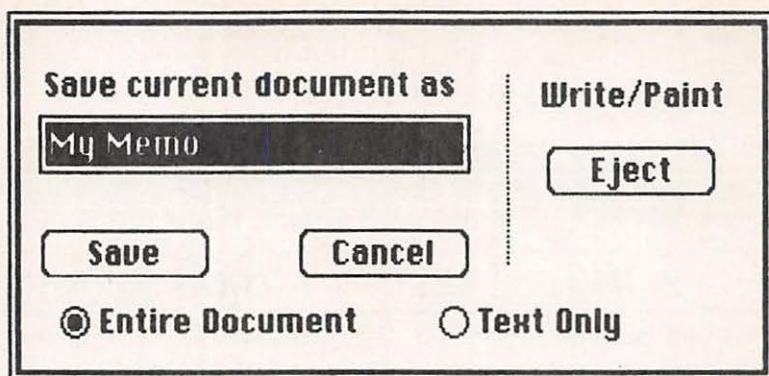 Save current document as
My Memo
Save
Cancel
Entire Document
Text Only
Write/Paint
Eject